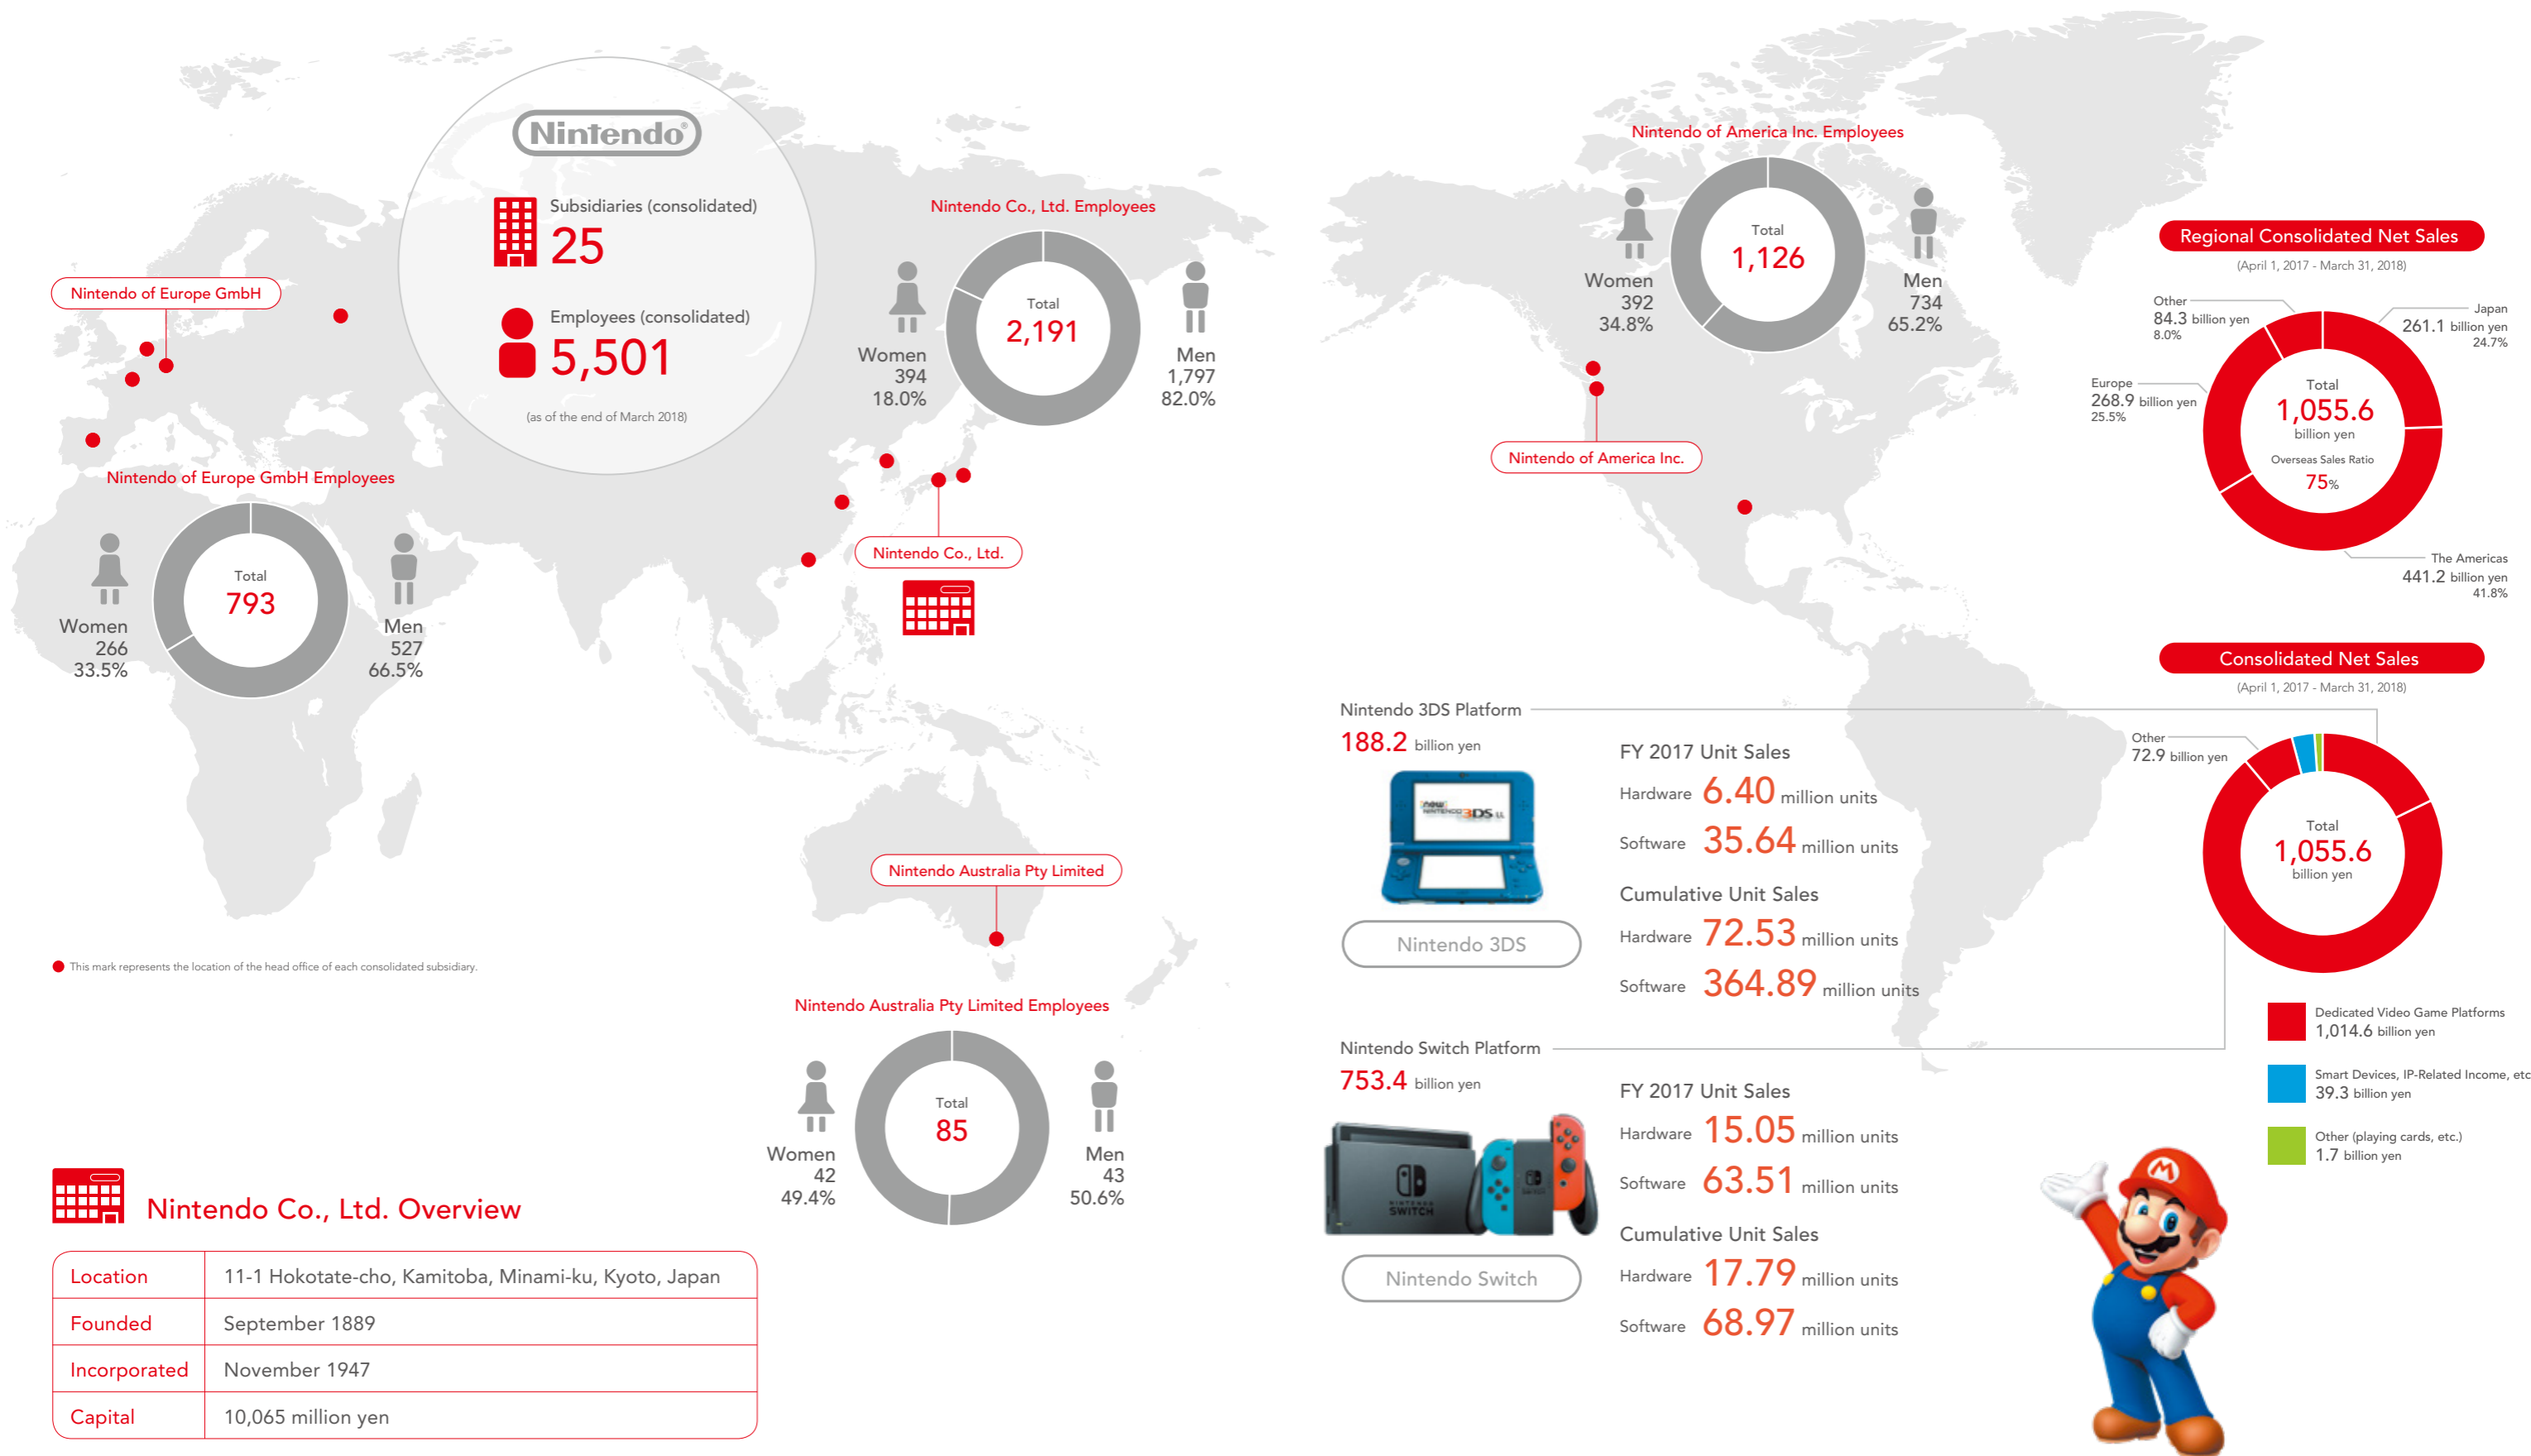 Nintendo®
Subsidiaries (consolidated)
25
Employees (consolidated)
5,501
(as of the end of March 2018)
Nintendo of Europe GmbH
Nintendo of Europe GmbH Employees
Total
793
Women
266
33.5%
Men
527
66.5%
Nintendo Co., Ltd. Employees
Total
2,191
Women
394
18.0%
Men
1,797
82.0%
Nintendo Co., Ltd.
Nintendo Australia Pty Limited
This mark represents the location of the head office of each consolidated subsidiary.
Nintendo Australia Pty Limited Employees
Total
85
Women
42
49.4%
Men
43
50.6%
Nintendo Co., Ltd. Overview
Location 11-1 Hokotate-cho, Kamitoba, Minami-ku, Kyoto, Japan
Founded September 1889
Incorporated November 1947
Capital 10,065 million yen
Nintendo of America Inc. Employees
Total
1,126
Women
392
34.8%
Men
734
65.2%
Nintendo of America Inc.
Regional Consolidated Net Sales
(April 1, 2017 - March 31, 2018)
Other
84.3 billion yen
8.0%
Japan
261.1 billion yen
24.7%
Europe
268.9 billion yen
25.5%
Total
1,055.6
billion yen
Overseas Sales Ratio
75%
The Americas
441.2 billion yen
41.8%
Consolidated Net Sales
(April 1, 2017 - March 31, 2018)
Other
72.9 billion yen
Total
1,055.6
billion yen
Dedicated Video Game Platforms
1,014.6 billion yen
Smart Devices, IP-Related Income, etc
39.3 billion yen
Other (playing cards, etc.)
1.7 billion yen
Nintendo 3DS Platform
188.2 billion yen
new
NINTENDO 3DS LL
Nintendo 3DS
FY 2017 Unit Sales
Hardware 6.40 million units
Software 35.64 million units
Cumulative Unit Sales
Hardware 72.53 million units
Software 364.89 million units
Nintendo Switch Platform
753.4 billion yen
NINTENDO
SWITCH
SWITCH
Nintendo Switch
FY 2017 Unit Sales
Hardware 15.05 million units
Software 63.51 million units
Cumulative Unit Sales
Hardware 17.79 million units
Software 68.97 million units
M